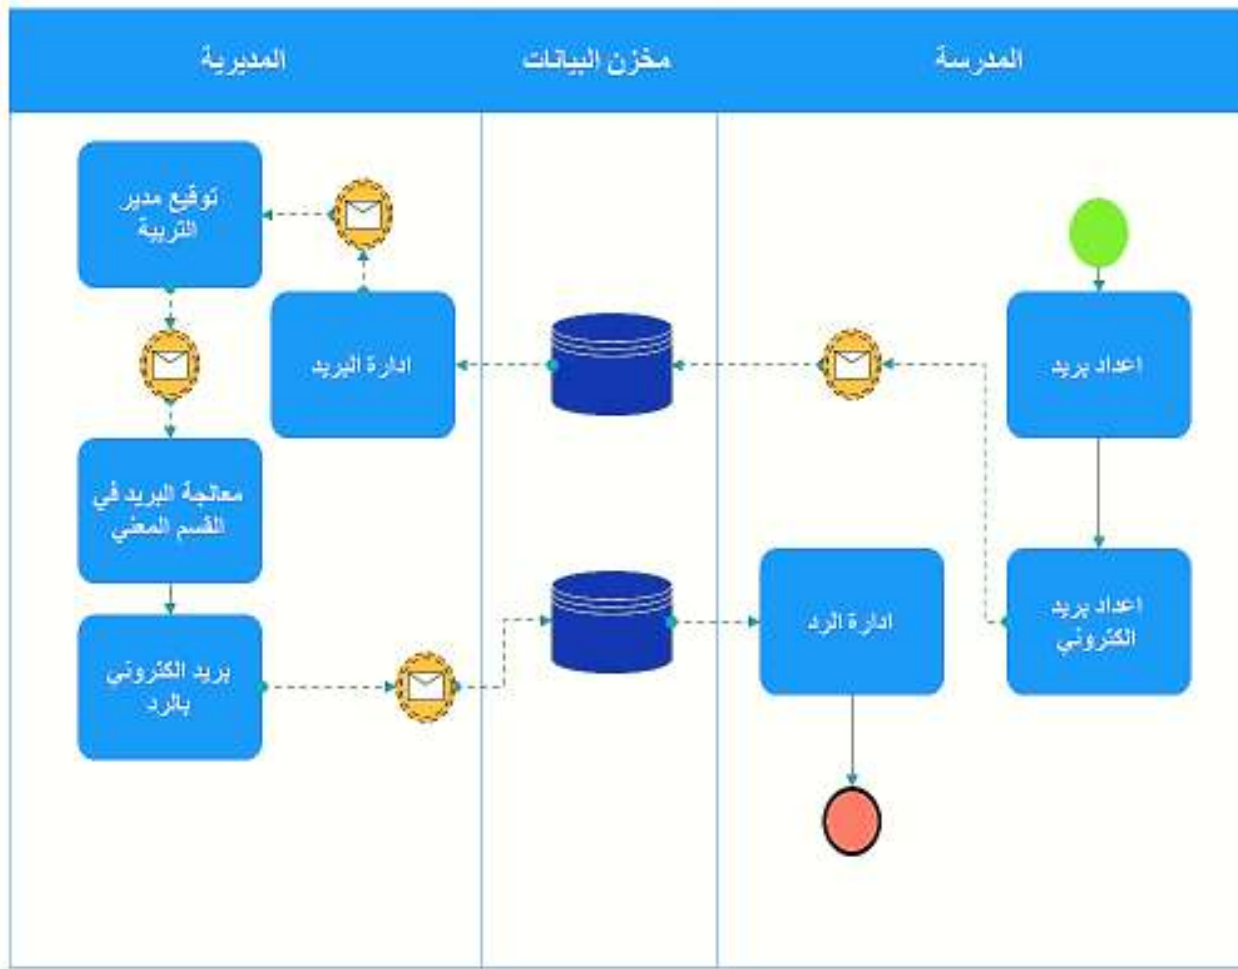 المدرسة
مخزن البيانات
المديرية
اعداد بريد
اعداد بريد
الكتروني
ادارة البريد
توقيع مدير
التربية
معالجة البريد في
القسم المعني
بريد الكتروني
بالرد
ادارة الرد